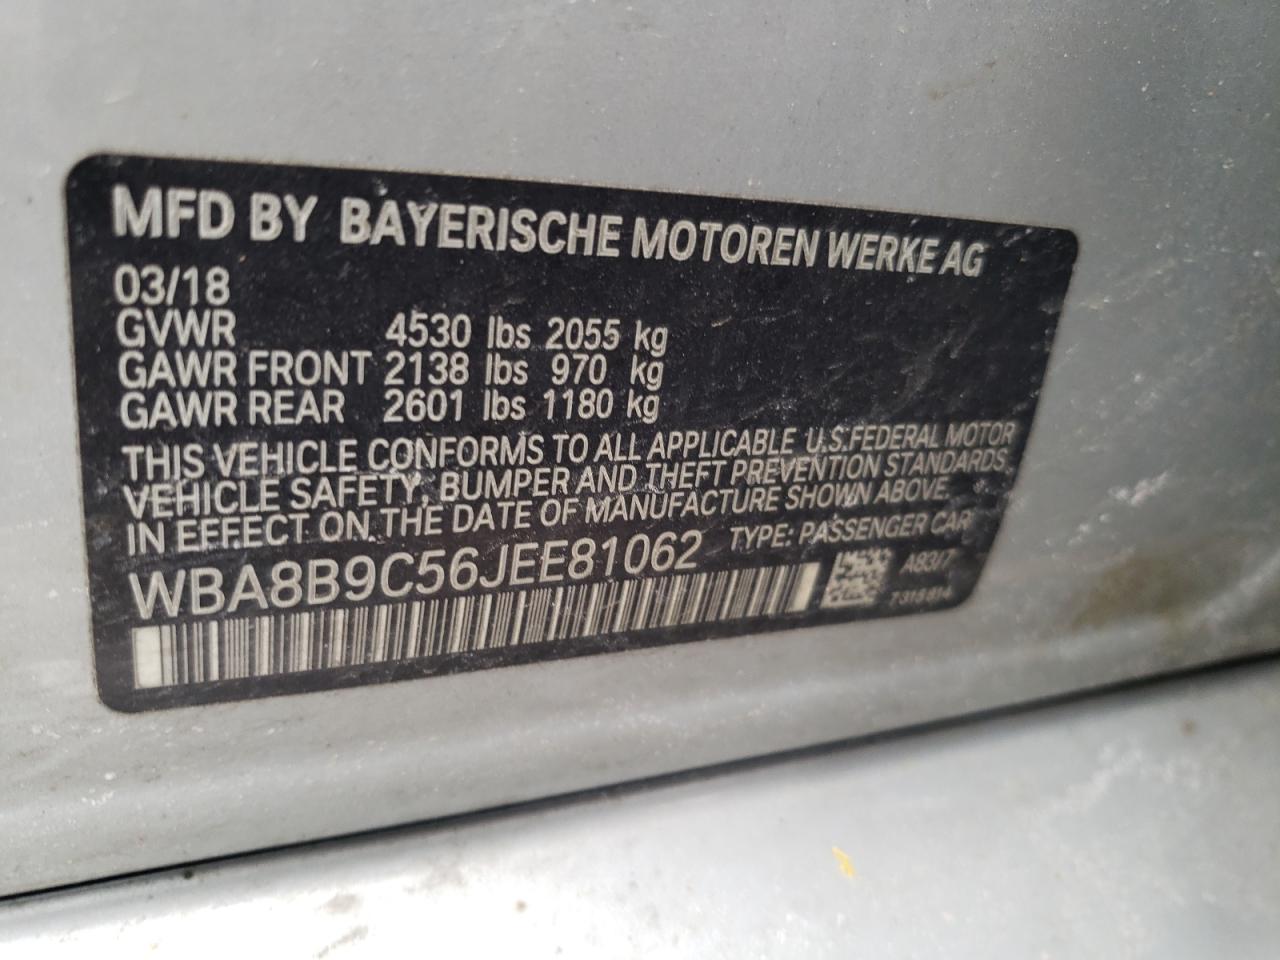 MFD BY BAYERISCHE MOTOREN WERKE AG
03/18
GVWR 4530 lbs 2055 kg
GAWR FRONT 2138 lbs 970 kg
GAWR REAR 2601 lbs 1180 kg
THIS VEHICLE CONFORMS TO ALL APPLICABLE U.S.FEDERAL MOTOR
VEHICLE SAFETY, BUMPER AND THEFT PREVENTION STANDARDS
IN EFFECT ON THE DATE OF MANUFACTURE SHOWN ABOVE.
WBA8B9C56JEE81062 TYPE: PASSENGER CAR
A83/7